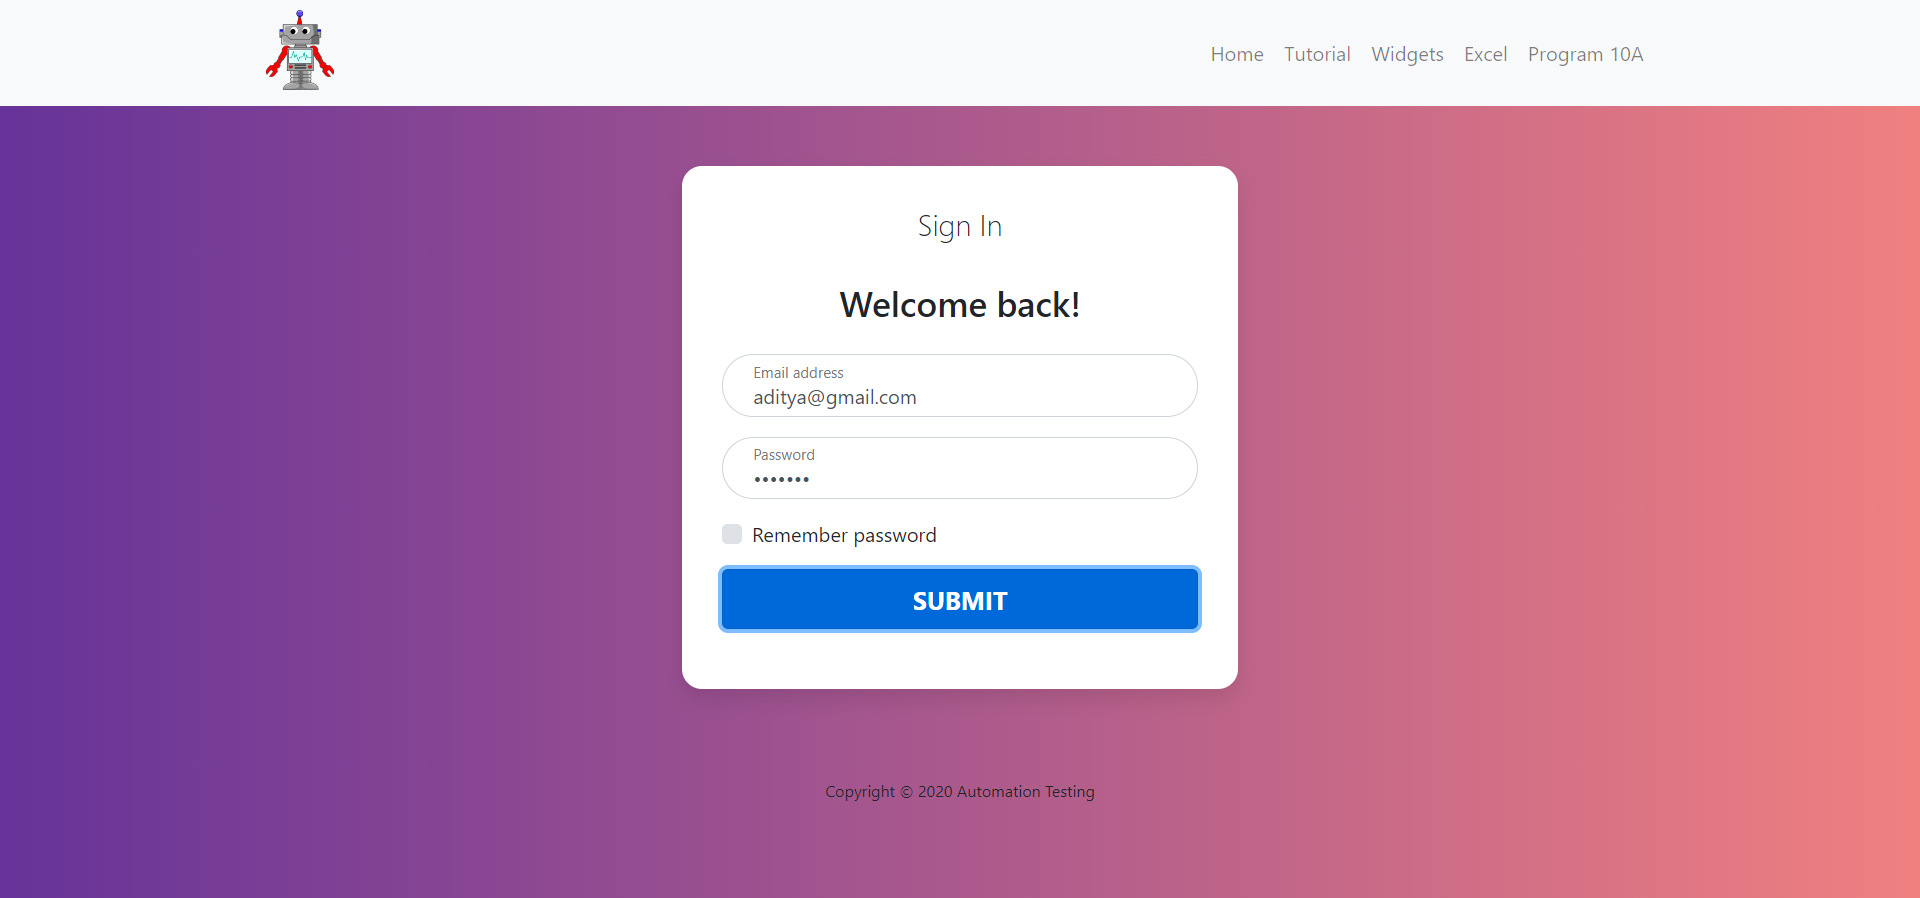 Home Tutorial Widgets Excel Program 10A
Sign In
Welcome back!
Email address
aditya@gmail.com
Password
•••••••
Remember password
SUBMIT
Copyright © 2020 Automation Testing